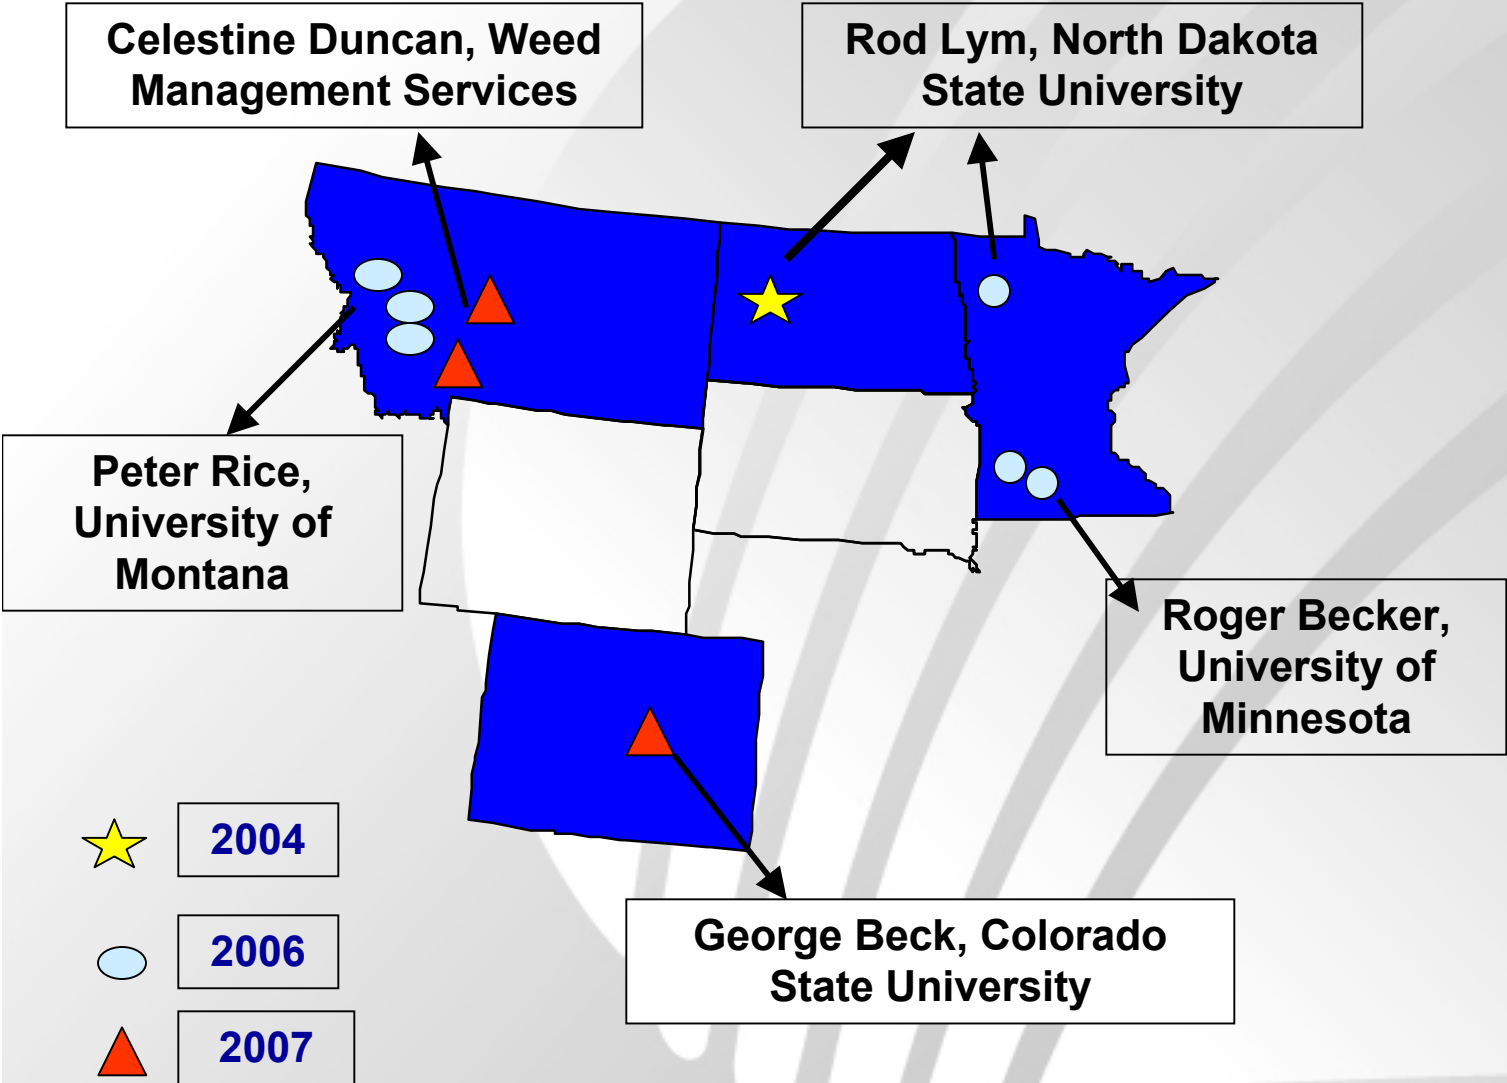 Celestine Duncan, Weed
Management Services
Rod Lym, North Dakota
State University
Peter Rice,
University of
Montana
Roger Becker,
University of
Minnesota
George Beck, Colorado
State University
2004
2006
2007